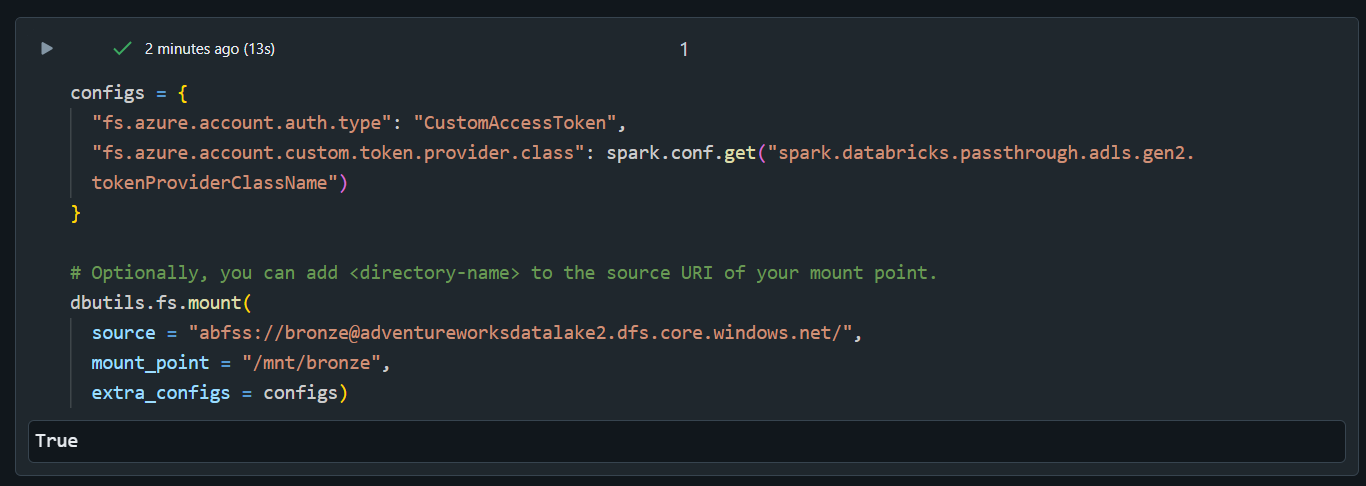 2 minutes ago (13s)
1
configs = {
"fs.azure.account.auth.type": "CustomAccessToken",
"fs.azure.account.custom.token.provider.class": spark.conf.get("spark.databricks.passthrough.adls.gen2.
tokenProviderClassName")
}
# Optionally, you can add <directory-name> to the source URI of your mount point.
dbutils.fs.mount(
source = "abfss://bronze@adventureworksdatalake2.dfs.core.windows.net/",
mount_point = "/mnt/bronze",
extra_configs = configs)
True